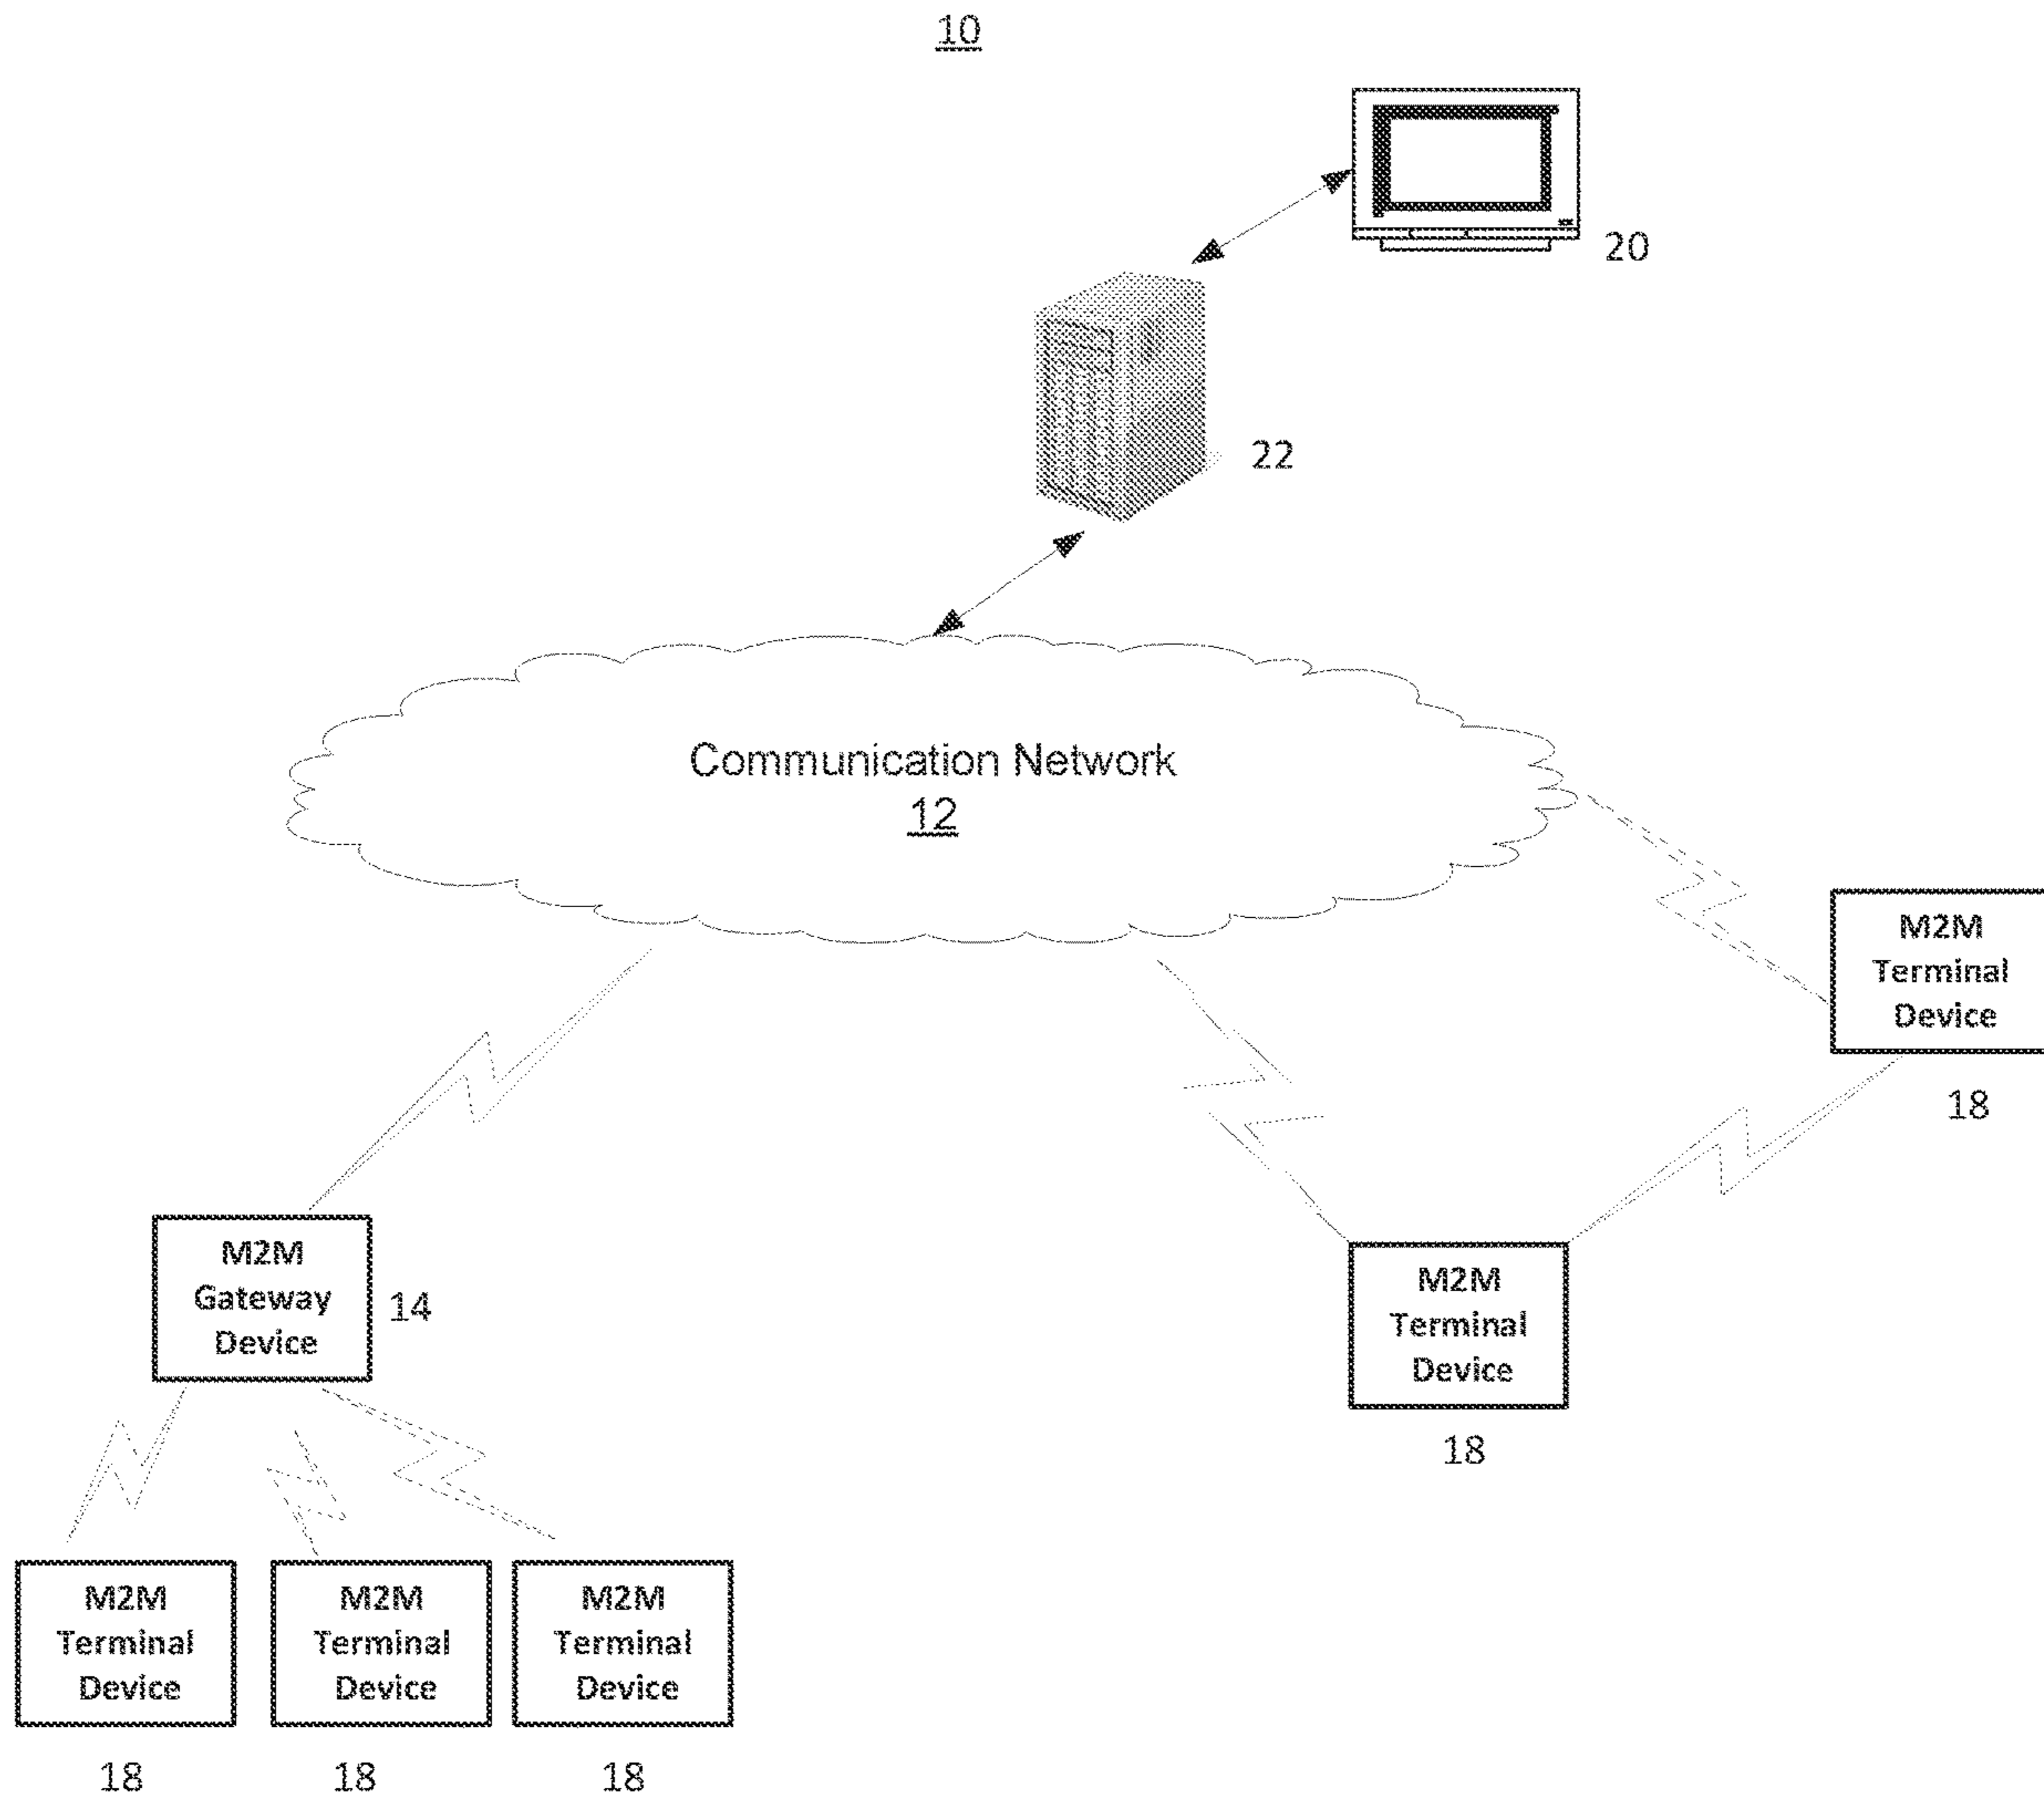 10
20
22
Communication Network
12
M2M
Terminal
Device
18
M2M
Gateway
Device
14
M2M
Terminal
Device
18
M2M
Terminal
Device
18
M2M
Terminal
Device
18
M2M
Terminal
Device
18